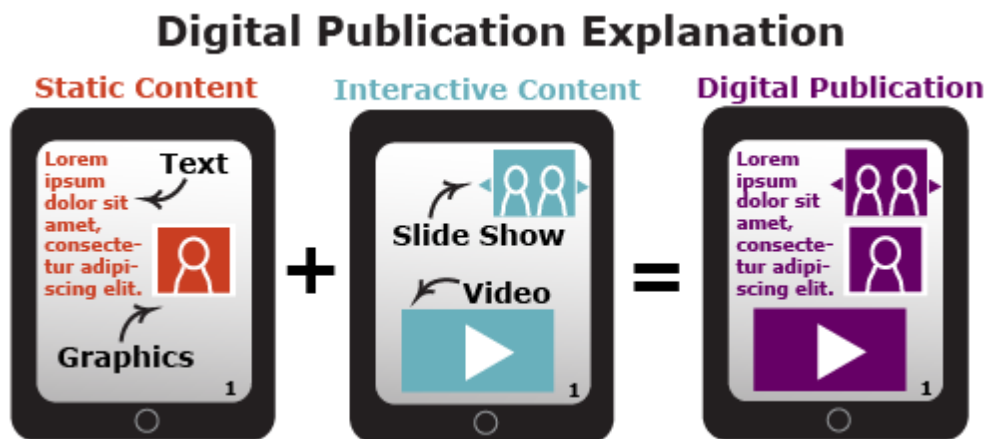 Digital Publication Explanation
Static Content
Lorem
ipsum
dolor sit
amet,
consecte-
tur adipi-
scing elit.
Text
Graphics
1
+
Interactive Content
Slide Show
Video
1
=
Digital Publication
Lorem
ipsum
dolor sit
amet,
consecte-
tur adipi-
scing elit.
1